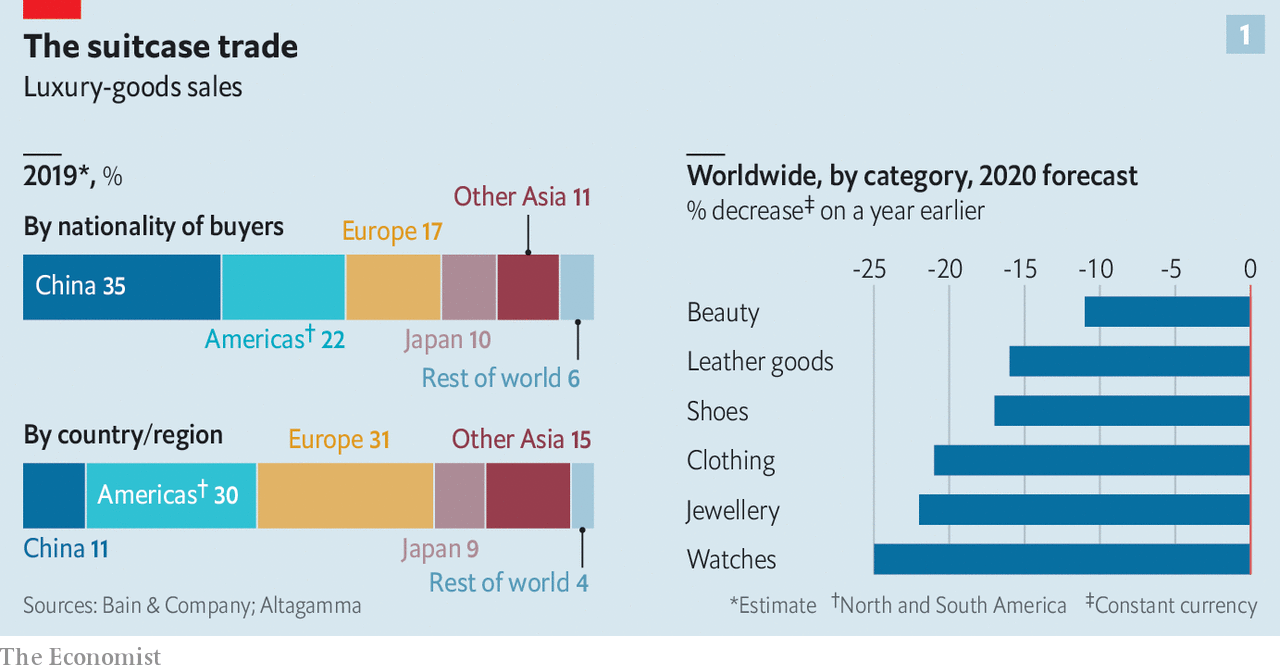 1
The suitcase trade
Luxury-goods sales
2019*, %
By nationality of buyers
Other Asia 11
Europe 17
China 35
Americas† 22
Japan 10
Rest of world 6
By country/region
Europe 31
Other Asia 15
Americas† 30
China 11
Japan 9
Rest of world 4
Sources: Bain & Company; Altagamma
Worldwide, by category, 2020 forecast
% decrease‡ on a year earlier
-25 -20 -15 -10 -5 0
Beauty
Leather goods
Shoes
Clothing
Jewellery
Watches
*Estimate †North and South America ‡Constant currency
The Economist